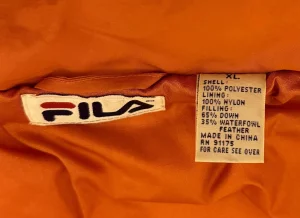 FILA
XL
SHELL:
100% POLYESTER
LINING:
100% NYLON
FILLING:
65% DOWN
35% WATERFOWL
FEATHER
MADE IN CHINA
RN 91175
FOR CARE SEE OVER